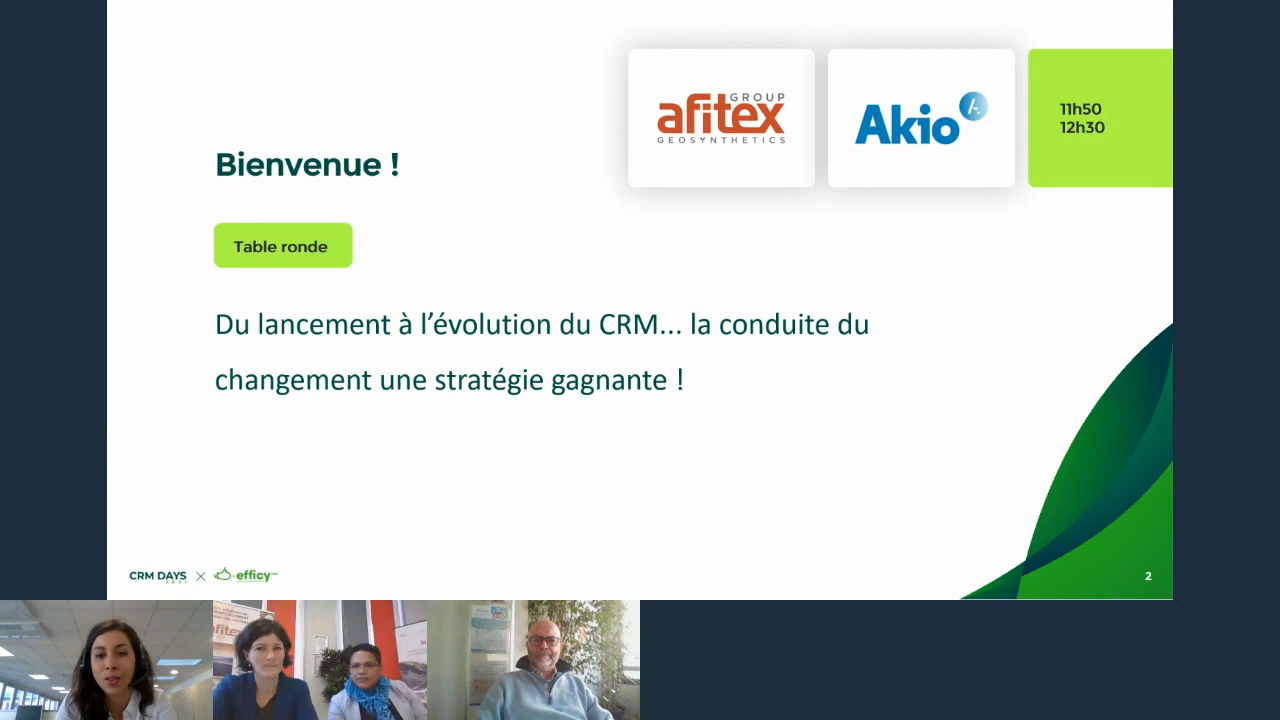 GROUP
afitex
GEOSYNTHETICS
Akio
11h50
12h30
Bienvenue !
Table ronde
Du lancement à l’évolution du CRM... la conduite du
changement une stratégie gagnante !
CRM DAYS
efficy
2
afitex